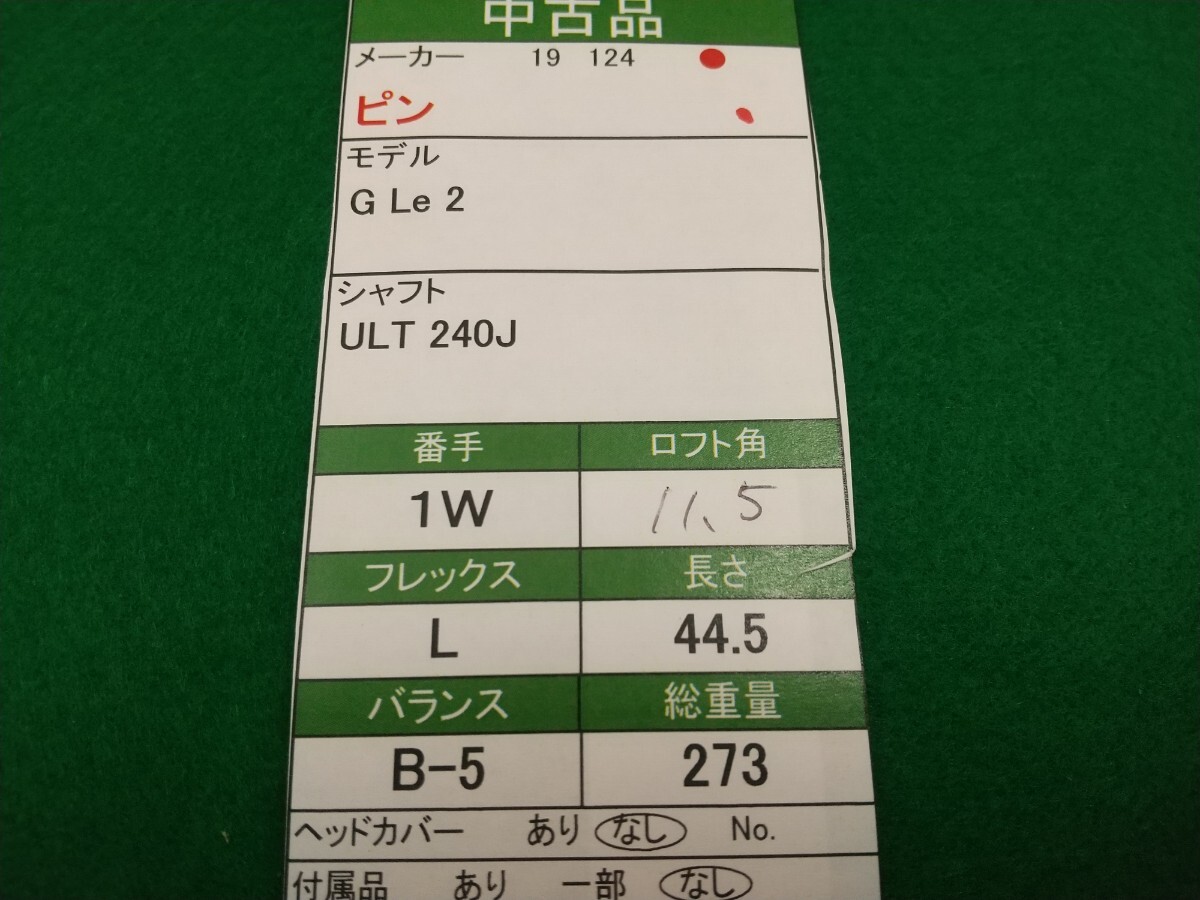 中古品
メーカー 19 124
ピン
モデル
G Le 2
シャフト
ULT 240J
番手 ロフト角
1W 11、5
フレックス 長さ
L 44.5
バランス 総重量
B-5 273
ヘッドカバー あり なし No.
付属品 あり 一部 なし